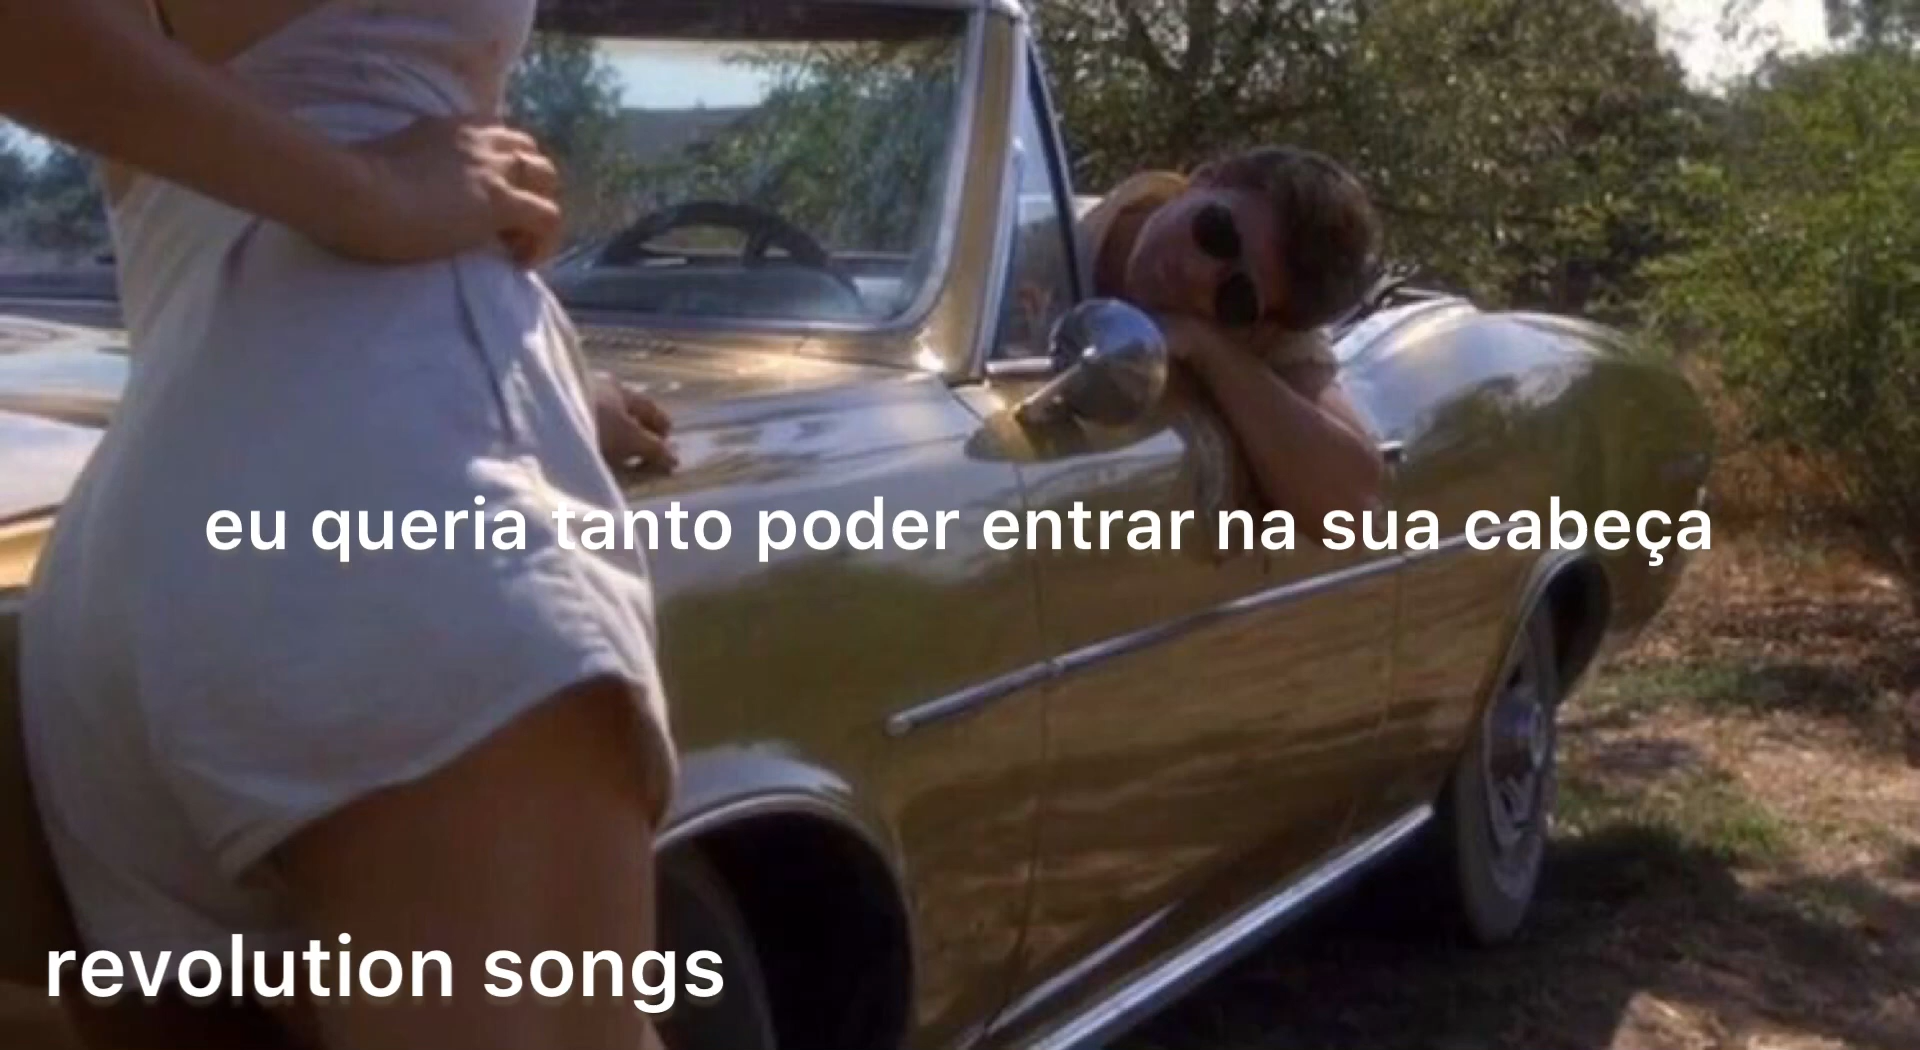 eu queria tanto poder entrar na sua cabeça
revolution songs